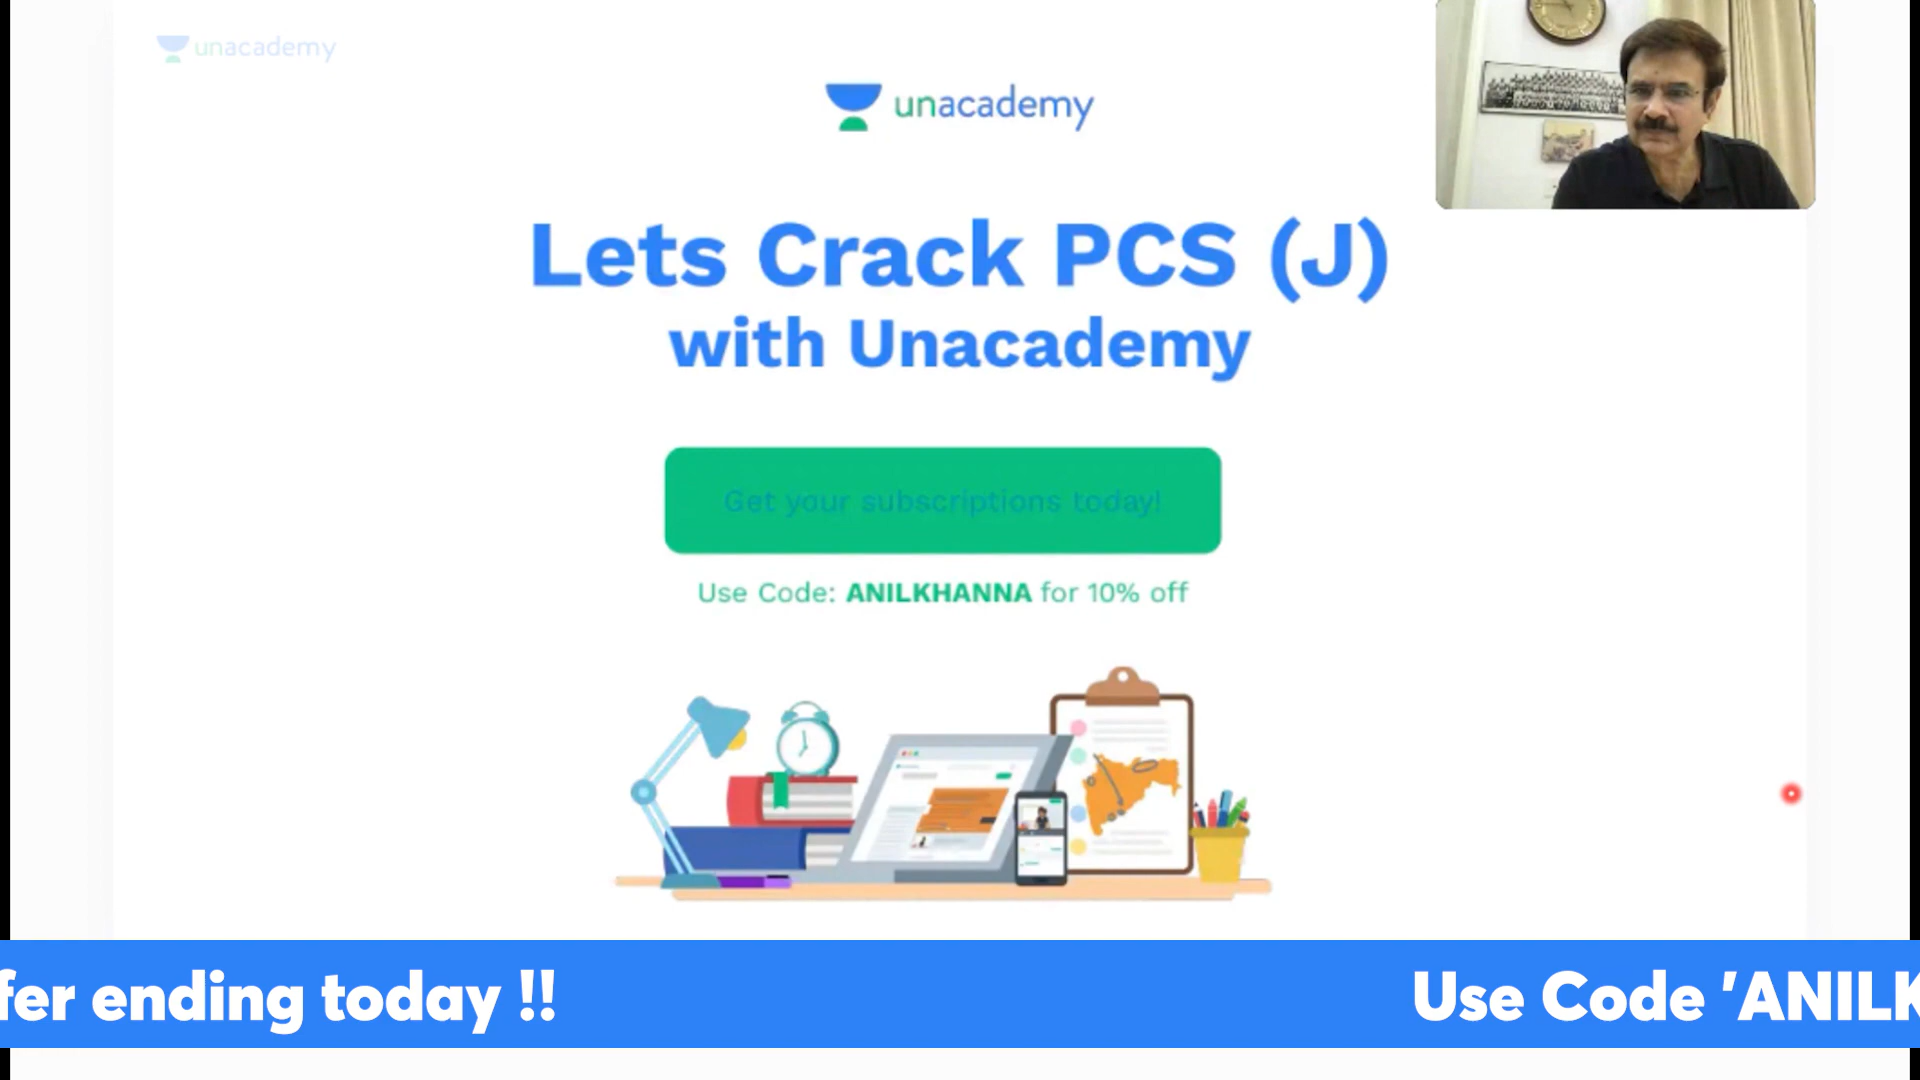 unacademy
unacademy
Lets Crack PCS (J)
with Unacademy
Get your subscriptions today!
Use Code: ANILKHANNA for 10% off
fer ending today !!
Use Code 'ANILK